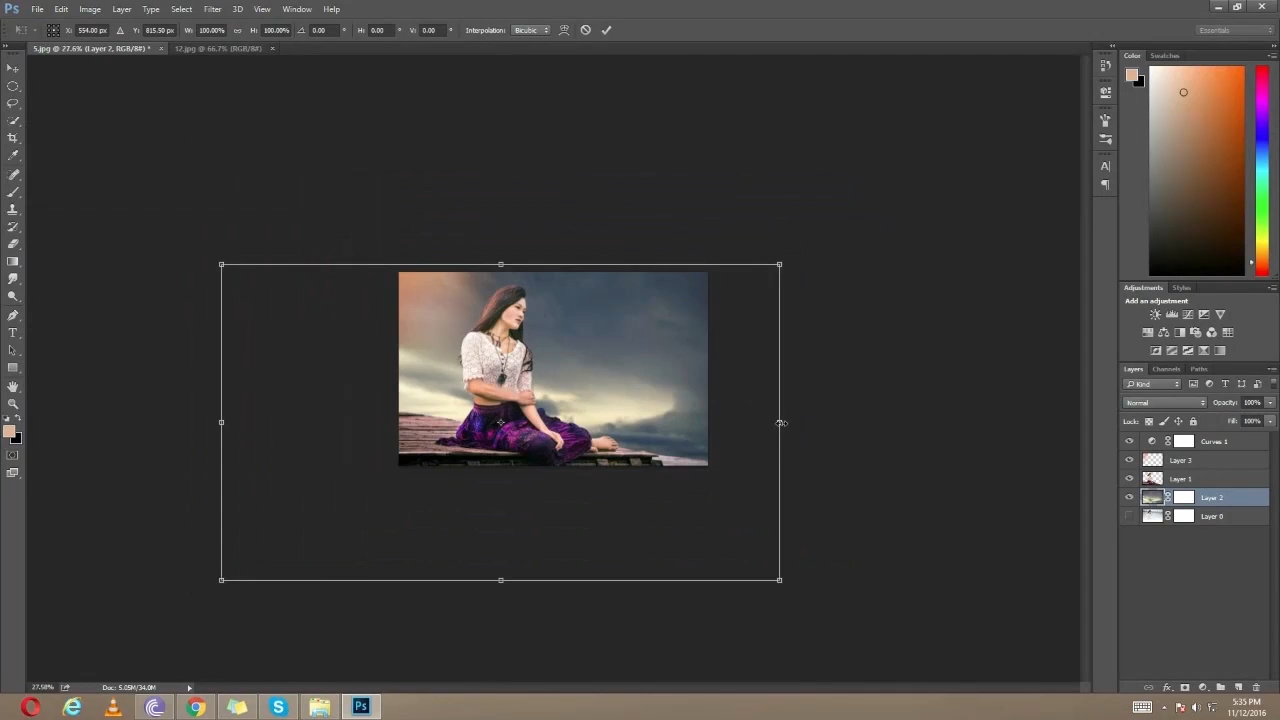 Ps File Edit Image Layer Type Select Filter 3D View Window Help
X: 554.00 px Y: 815.50 px W: 100.00% H: 100.00% 0.00 ° H: 0.00 ° V: 0.00 ° Interpolation: Bicubic Essentials
5.jpg @ 27.6% (Layer 2, RGB/8#) * × 12.jpg @ 66.7% (RGB/8#) ×
Color Swatches
Adjustments Styles
Add an adjustment
Layers Channels Paths
Kind
Normal Opacity: 100%
Lock: Fill: 100%
Curves 1
Layer 3
Layer 1
Layer 2
Layer 0
27.58% Doc: 5.05M/34.0M
5:35 PM
11/12/2016